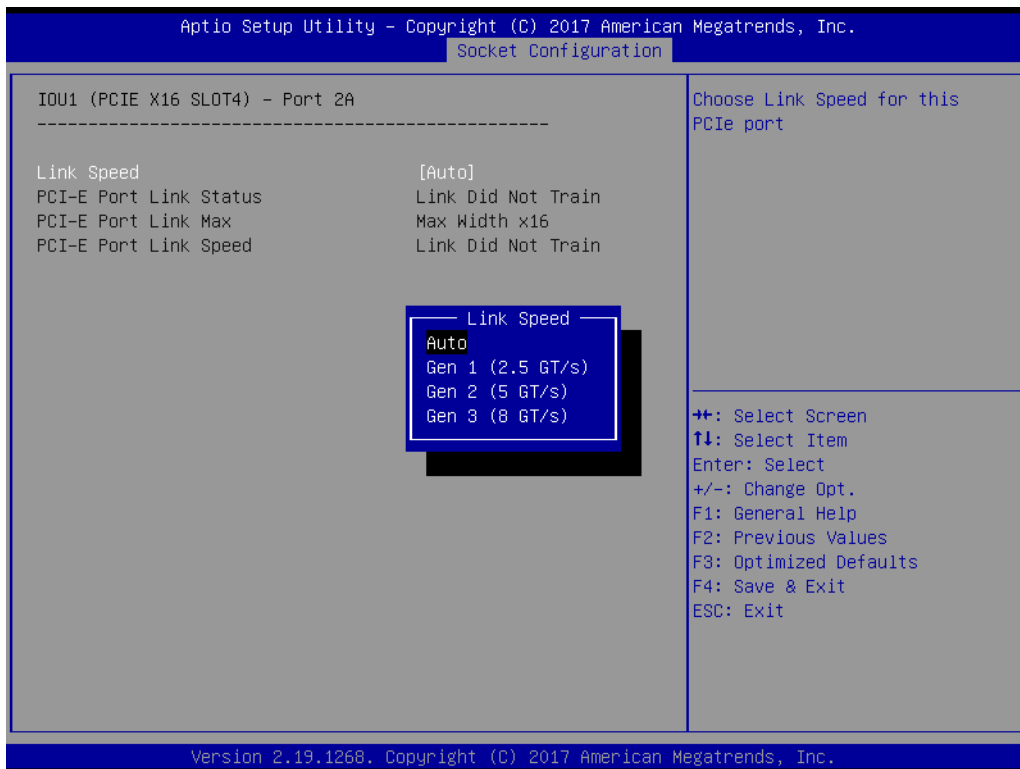 Aptio Setup Utility – Copyright (C) 2017 American Megatrends, Inc.
Socket Configuration
IOU1 (PCIE X16 SLOT4) – Port 2A
--------------------------------------------------
Link Speed [Auto]
PCI-E Port Link Status Link Did Not Train
PCI-E Port Link Max Max Width x16
PCI-E Port Link Speed Link Did Not Train
Link Speed
Auto
Gen 1 (2.5 GT/s)
Gen 2 (5 GT/s)
Gen 3 (8 GT/s)
Choose Link Speed for this
PCIe port
→←: Select Screen
↑↓: Select Item
Enter: Select
+/-: Change Opt.
F1: General Help
F2: Previous Values
F3: Optimized Defaults
F4: Save & Exit
ESC: Exit
Version 2.19.1268. Copyright (C) 2017 American Megatrends, Inc.